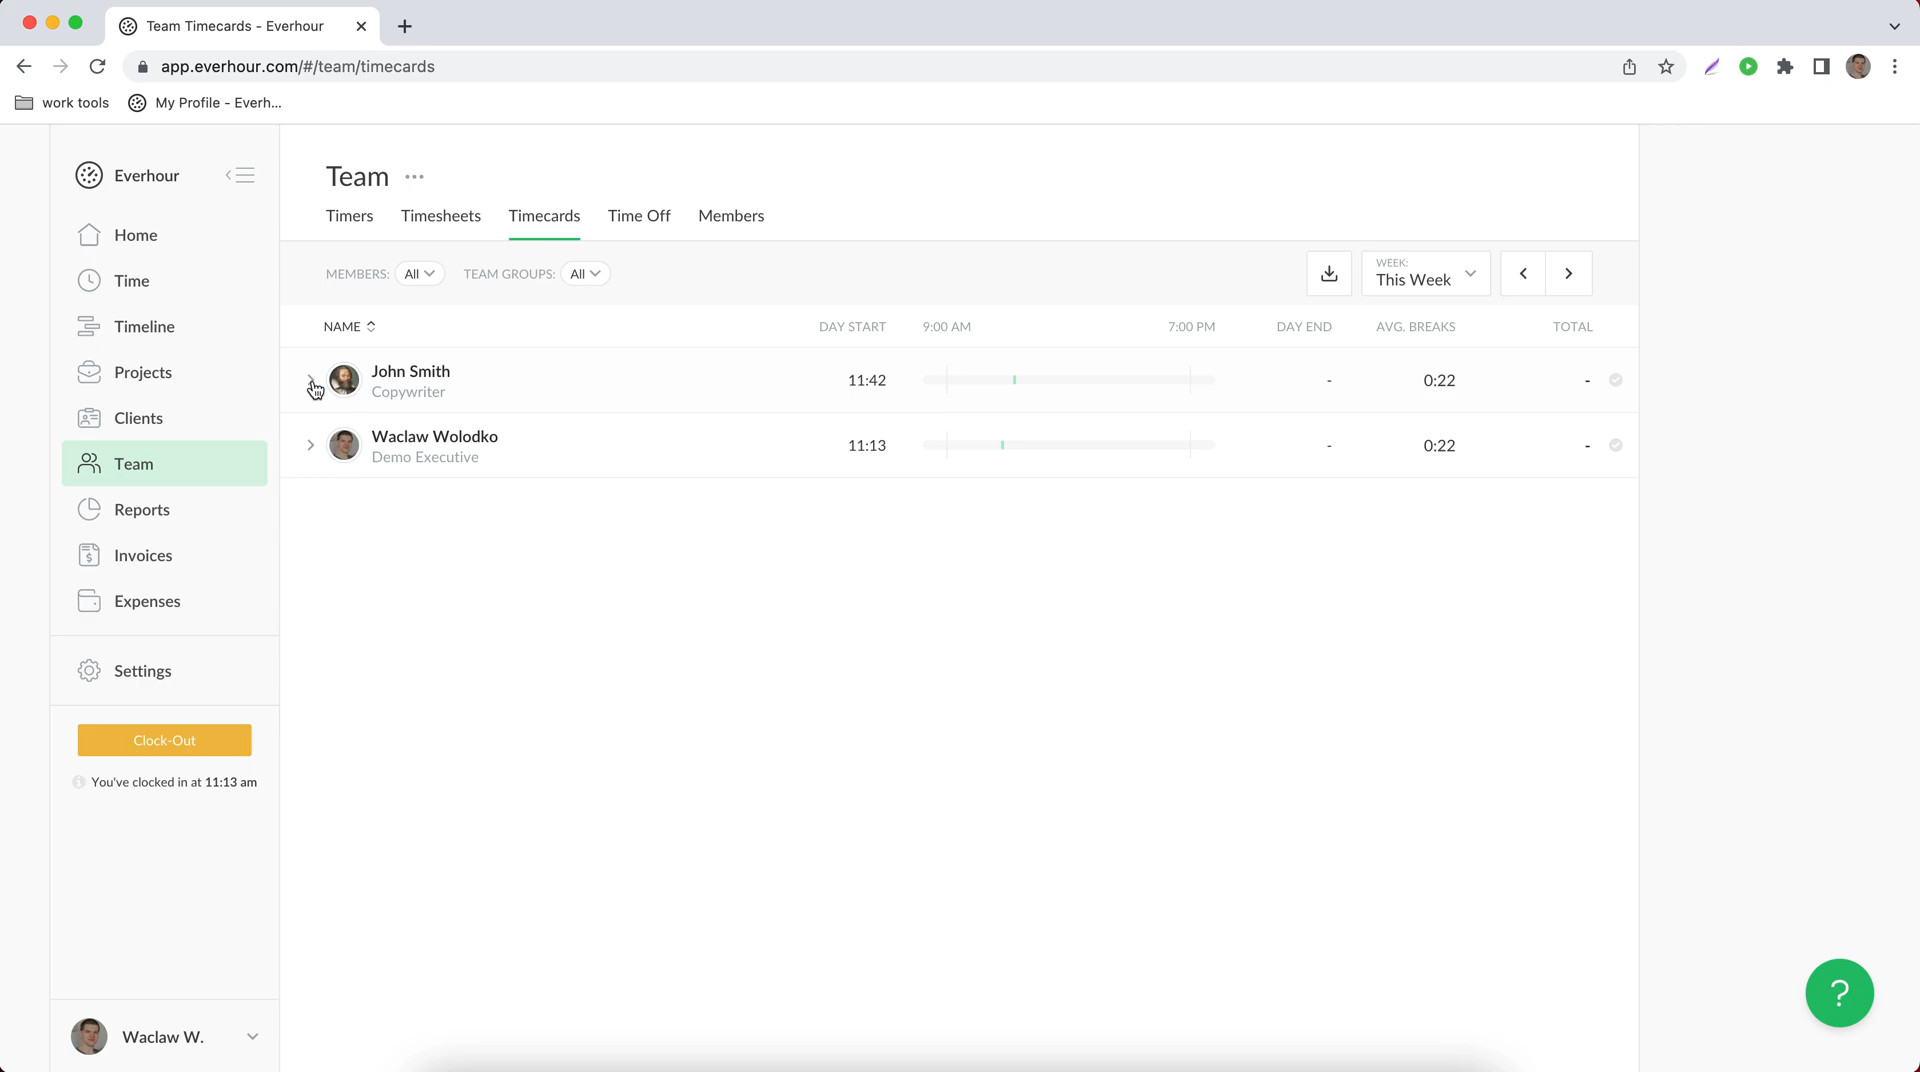 Team Timecards - Everhour
app.everhour.com/#/team/timecards
work tools
My Profile - Everh...
Everhour
Home
Time
Timeline
Projects
Clients
Team
Reports
Invoices
Expenses
Settings
Clock-Out
You've clocked in at 11:13 am
Waclaw W.
Team
Timers Timesheets Timecards Time Off Members
MEMBERS: All TEAM GROUPS: All
WEEK:
This Week
NAME DAY START 9:00 AM 7:00 PM DAY END AVG. BREAKS TOTAL
John Smith
Copywriter
11:42 - 0:22 -
Waclaw Wolodko
Demo Executive
11:13 - 0:22 -
?